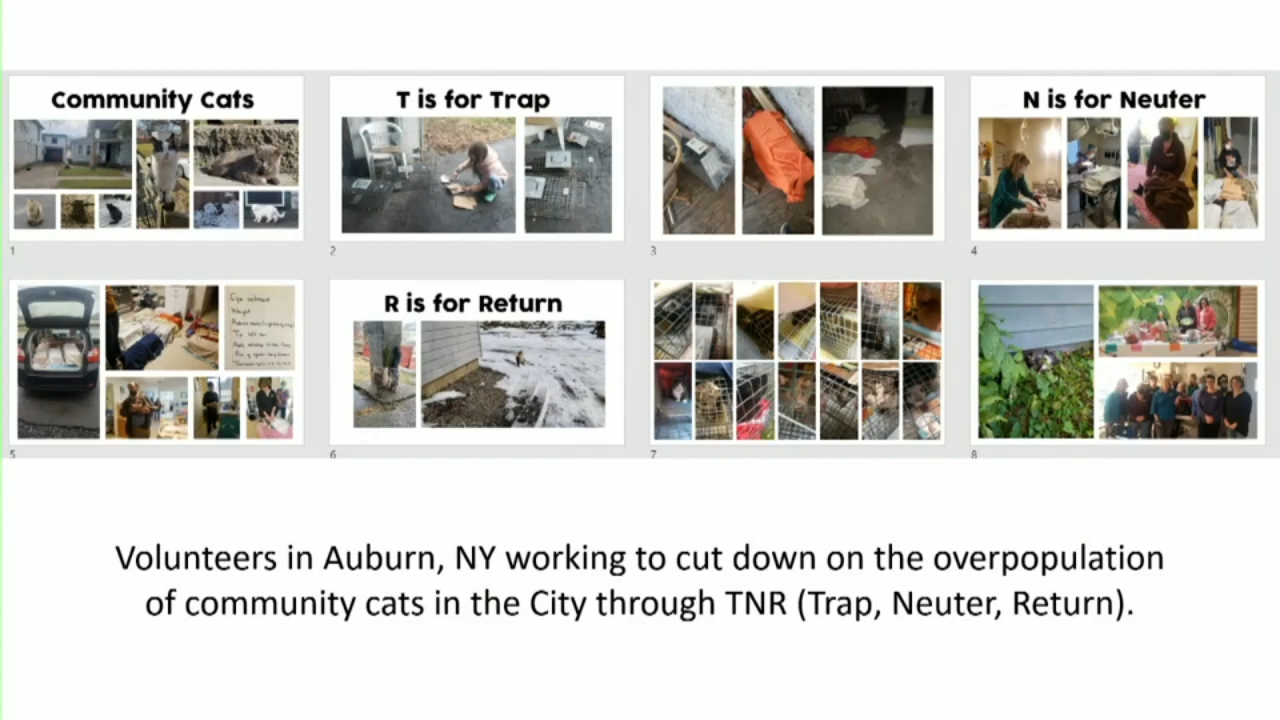 Community Cats
T is for Trap
N is for Neuter
1
2
3
4
R is for Return
5
6
7
8
Volunteers in Auburn, NY working to cut down on the overpopulation
of community cats in the City through TNR (Trap, Neuter, Return).